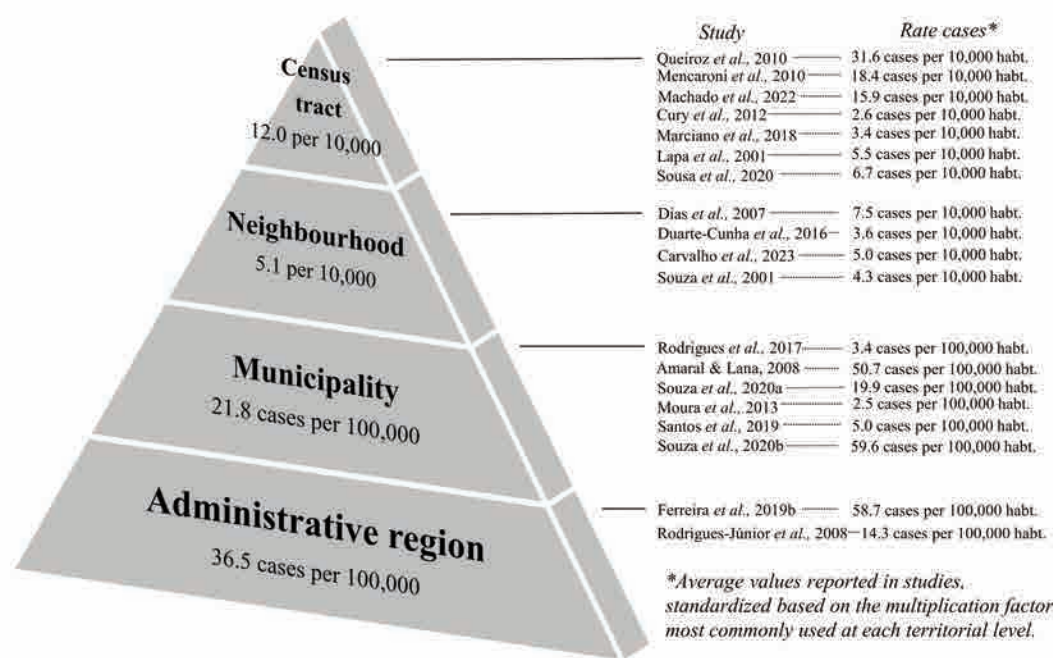 Census
tract
12.0 per 10,000
Neighbourhood
5.1 per 10,000
Municipality
21.8 cases per 100,000
Administrative region
36.5 cases per 100,000
Study Rate cases*
Queiroz et al., 2010 31.6 cases per 10,000 habt.
Mencaroni et al., 2010 18.4 cases per 10,000 habt.
Machado et al., 2022 15.9 cases per 10,000 habt.
Cury et al., 2012 2.6 cases per 10,000 habt.
Marciano et al., 2018 3.4 cases per 10,000 habt.
Lapa et al., 2001 5.5 cases per 10,000 habt.
Sousa et al., 2020 6.7 cases per 10,000 habt.
Dias et al., 2007 7.5 cases per 10,000 habt.
Duarte-Cunha et al., 2016 3.6 cases per 10,000 habt.
Carvalho et al., 2023 5.0 cases per 10,000 habt.
Souza et al., 2001 4.3 cases per 10,000 habt.
Rodrigues et al., 2017 3.4 cases per 100,000 habt.
Amaral & Lana, 2008 50.7 cases per 100,000 habt.
Souza et al., 2020a 19.9 cases per 100,000 habt.
Moura et al., 2013 2.5 cases per 100,000 habt.
Santos et al., 2019 5.0 cases per 100,000 habt.
Souza et al., 2020b 59.6 cases per 100,000 habt.
Ferreira et al., 2019b 58.7 cases per 100,000 habt.
Rodrigues-Júnior et al., 2008 14.3 cases per 100,000 habt.
*Average values reported in studies,
standardized based on the multiplication factor
most commonly used at each territorial level.